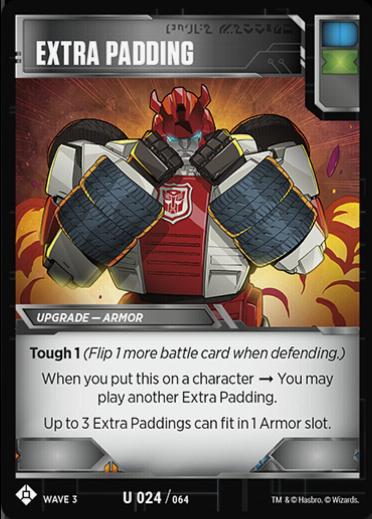 EXTRA PADDING
UPGRADE — ARMOR
Tough 1 (Flip 1 more battle card when defending.)
When you put this on a character → You may
play another Extra Padding.
Up to 3 Extra Paddings can fit in 1 Armor slot.
WAVE 3
U 024 / 064
TM & © Hasbro. © Wizards.